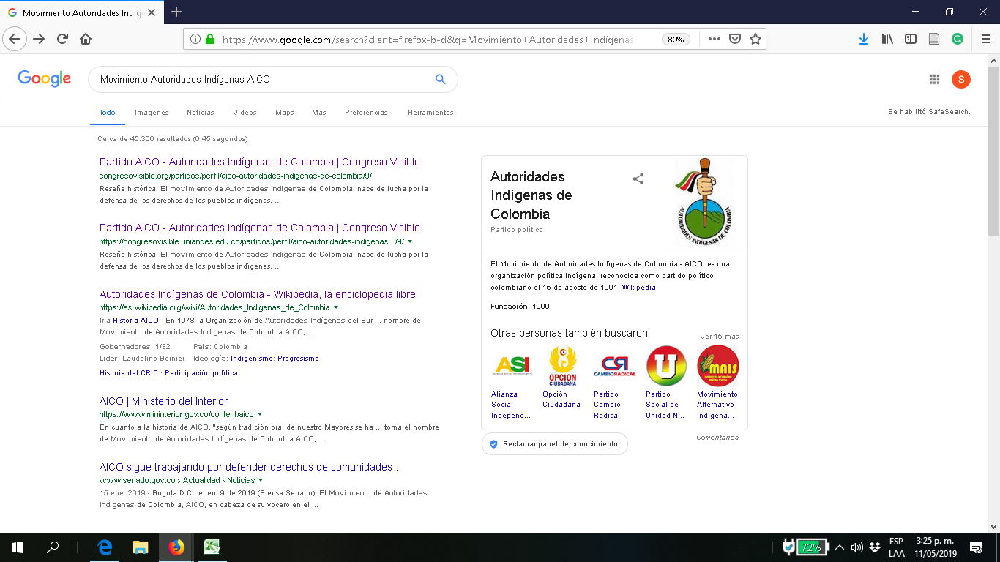 Movimiento Autoridades Indíg
https://www.google.com/search?client=firefox-b-d&q=Movimiento+Autoridades+Indígenas
80%
Google
Movimiento Autoridades Indígenas AICO
S
Todo Imágenes Noticias Vídeos Maps Más Preferencias Herramientas
Se habilitó SafeSearch.
Cerca de 45.300 resultados (0,45 segundos)
Partido AICO - Autoridades Indígenas de Colombia | Congreso Visible
congresovisible.org/partidos/perfil/aico-autoridades-indigenas-de-colombia/9/
Reseña histórica. El movimiento de Autoridades Indígenas de Colombia, nace de lucha por la
defensa de los derechos de los pueblos indígenas, ...
Partido AICO - Autoridades Indígenas de Colombia | Congreso Visible
https://congresovisible.uniandes.edu.co/partidos/perfil/aico-autoridades-indigenas.../9/
Reseña histórica. El movimiento de Autoridades Indígenas de Colombia, nace de lucha por la
defensa de los derechos de los pueblos indígenas, ...
Autoridades Indígenas de Colombia - Wikipedia, la enciclopedia libre
https://es.wikipedia.org/wiki/Autoridades_Indígenas_de_Colombia
Ir a Historia AICO - En 1978 la Organización de Autoridades Indígenas del Sur ... nombre de
Movimiento de Autoridades Indígenas de Colombia AICO, ...
Gobernadores: 1/32 País: Colombia
Líder: Laudelino Bernier Ideología: Indigenismo; Progresismo
Historia del CRIC · Participación política
AICO | Ministerio del Interior
https://www.mininterior.gov.co/content/aico
En cuanto a la historia de AICO, "según tradición oral de nuestro Mayores se ha ... toma el nombre
de Movimiento de Autoridades Indígenas de Colombia AICO, ...
AICO sigue trabajando por defender derechos de comunidades ...
www.senado.gov.co › Actualidad › Noticias
15 ene. 2019 - Bogota D.C., enero 9 de 2019 (Prensa Senado). El Movimiento de Autoridades
Indigenas de Colombia, AICO, en cabeza de su vocero en el ...
Autoridades
Indígenas de
Colombia
Partido político
AUTORIDADES INDIGENAS DE COLOMBIA
El Movimiento de Autoridades Indígenas de Colombia - AICO, es una
organización política indígena, reconocida como partido político
colombiano el 15 de agosto de 1991. Wikipedia
Fundación: 1990
Otras personas también buscaron
Ver 15 más
ASI
OPCION
CIUDADANA
CR
CAMBIO RADICAL
U
MAIS
Alianza
Social
Independ...
Opción
Ciudadana
Partido
Cambio
Radical
Partido
Social de
Unidad N...
Movimiento
Alternativo
Indígena...
Reclamar panel de conocimiento
Comentarios
72%
ESP
LAA
3:25 p. m.
11/05/2019